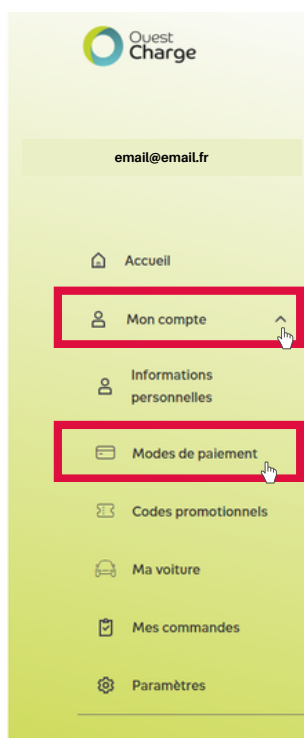 Ouest
Charge
email@email.fr
Accueil
Mon compte
Informations
personnelles
Modes de paiement
Codes promotionnels
Ma voiture
Mes commandes
Paramètres